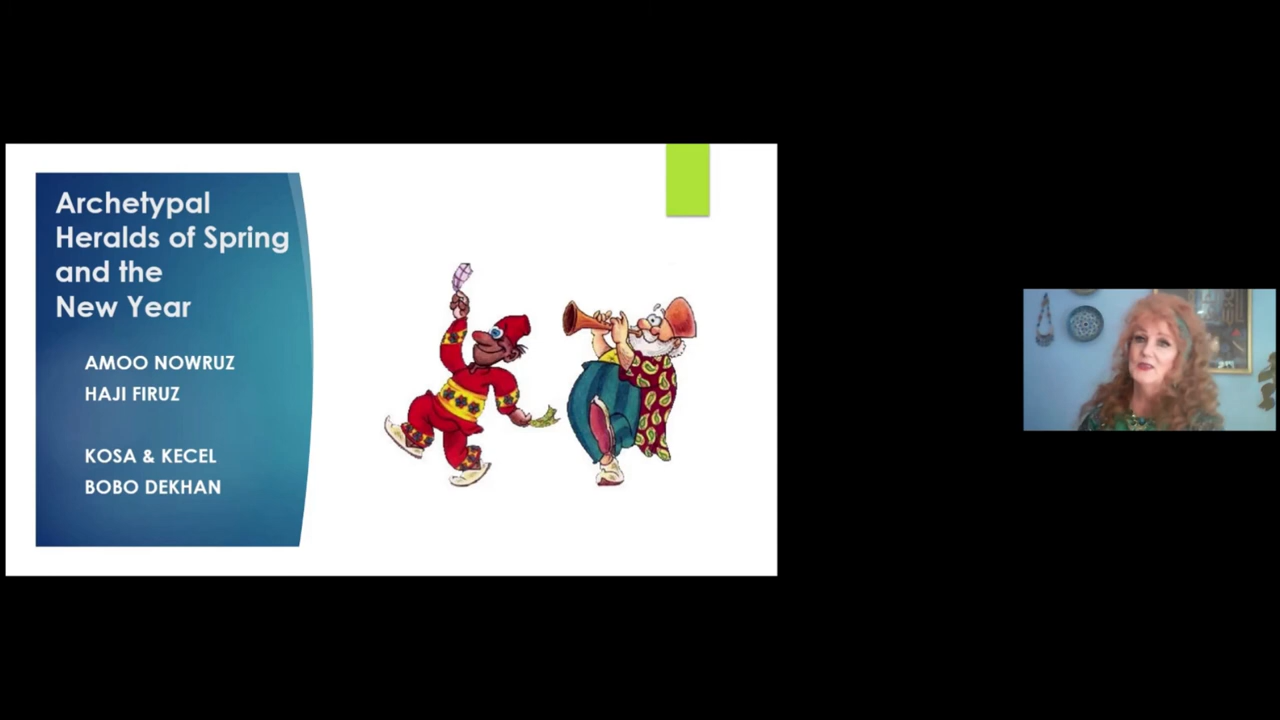 Archetypal
Heralds of Spring
and the
New Year
AMOO NOWRUZ
HAJI FIRUZ
KOSA & KECEL
BOBO DEKHAN